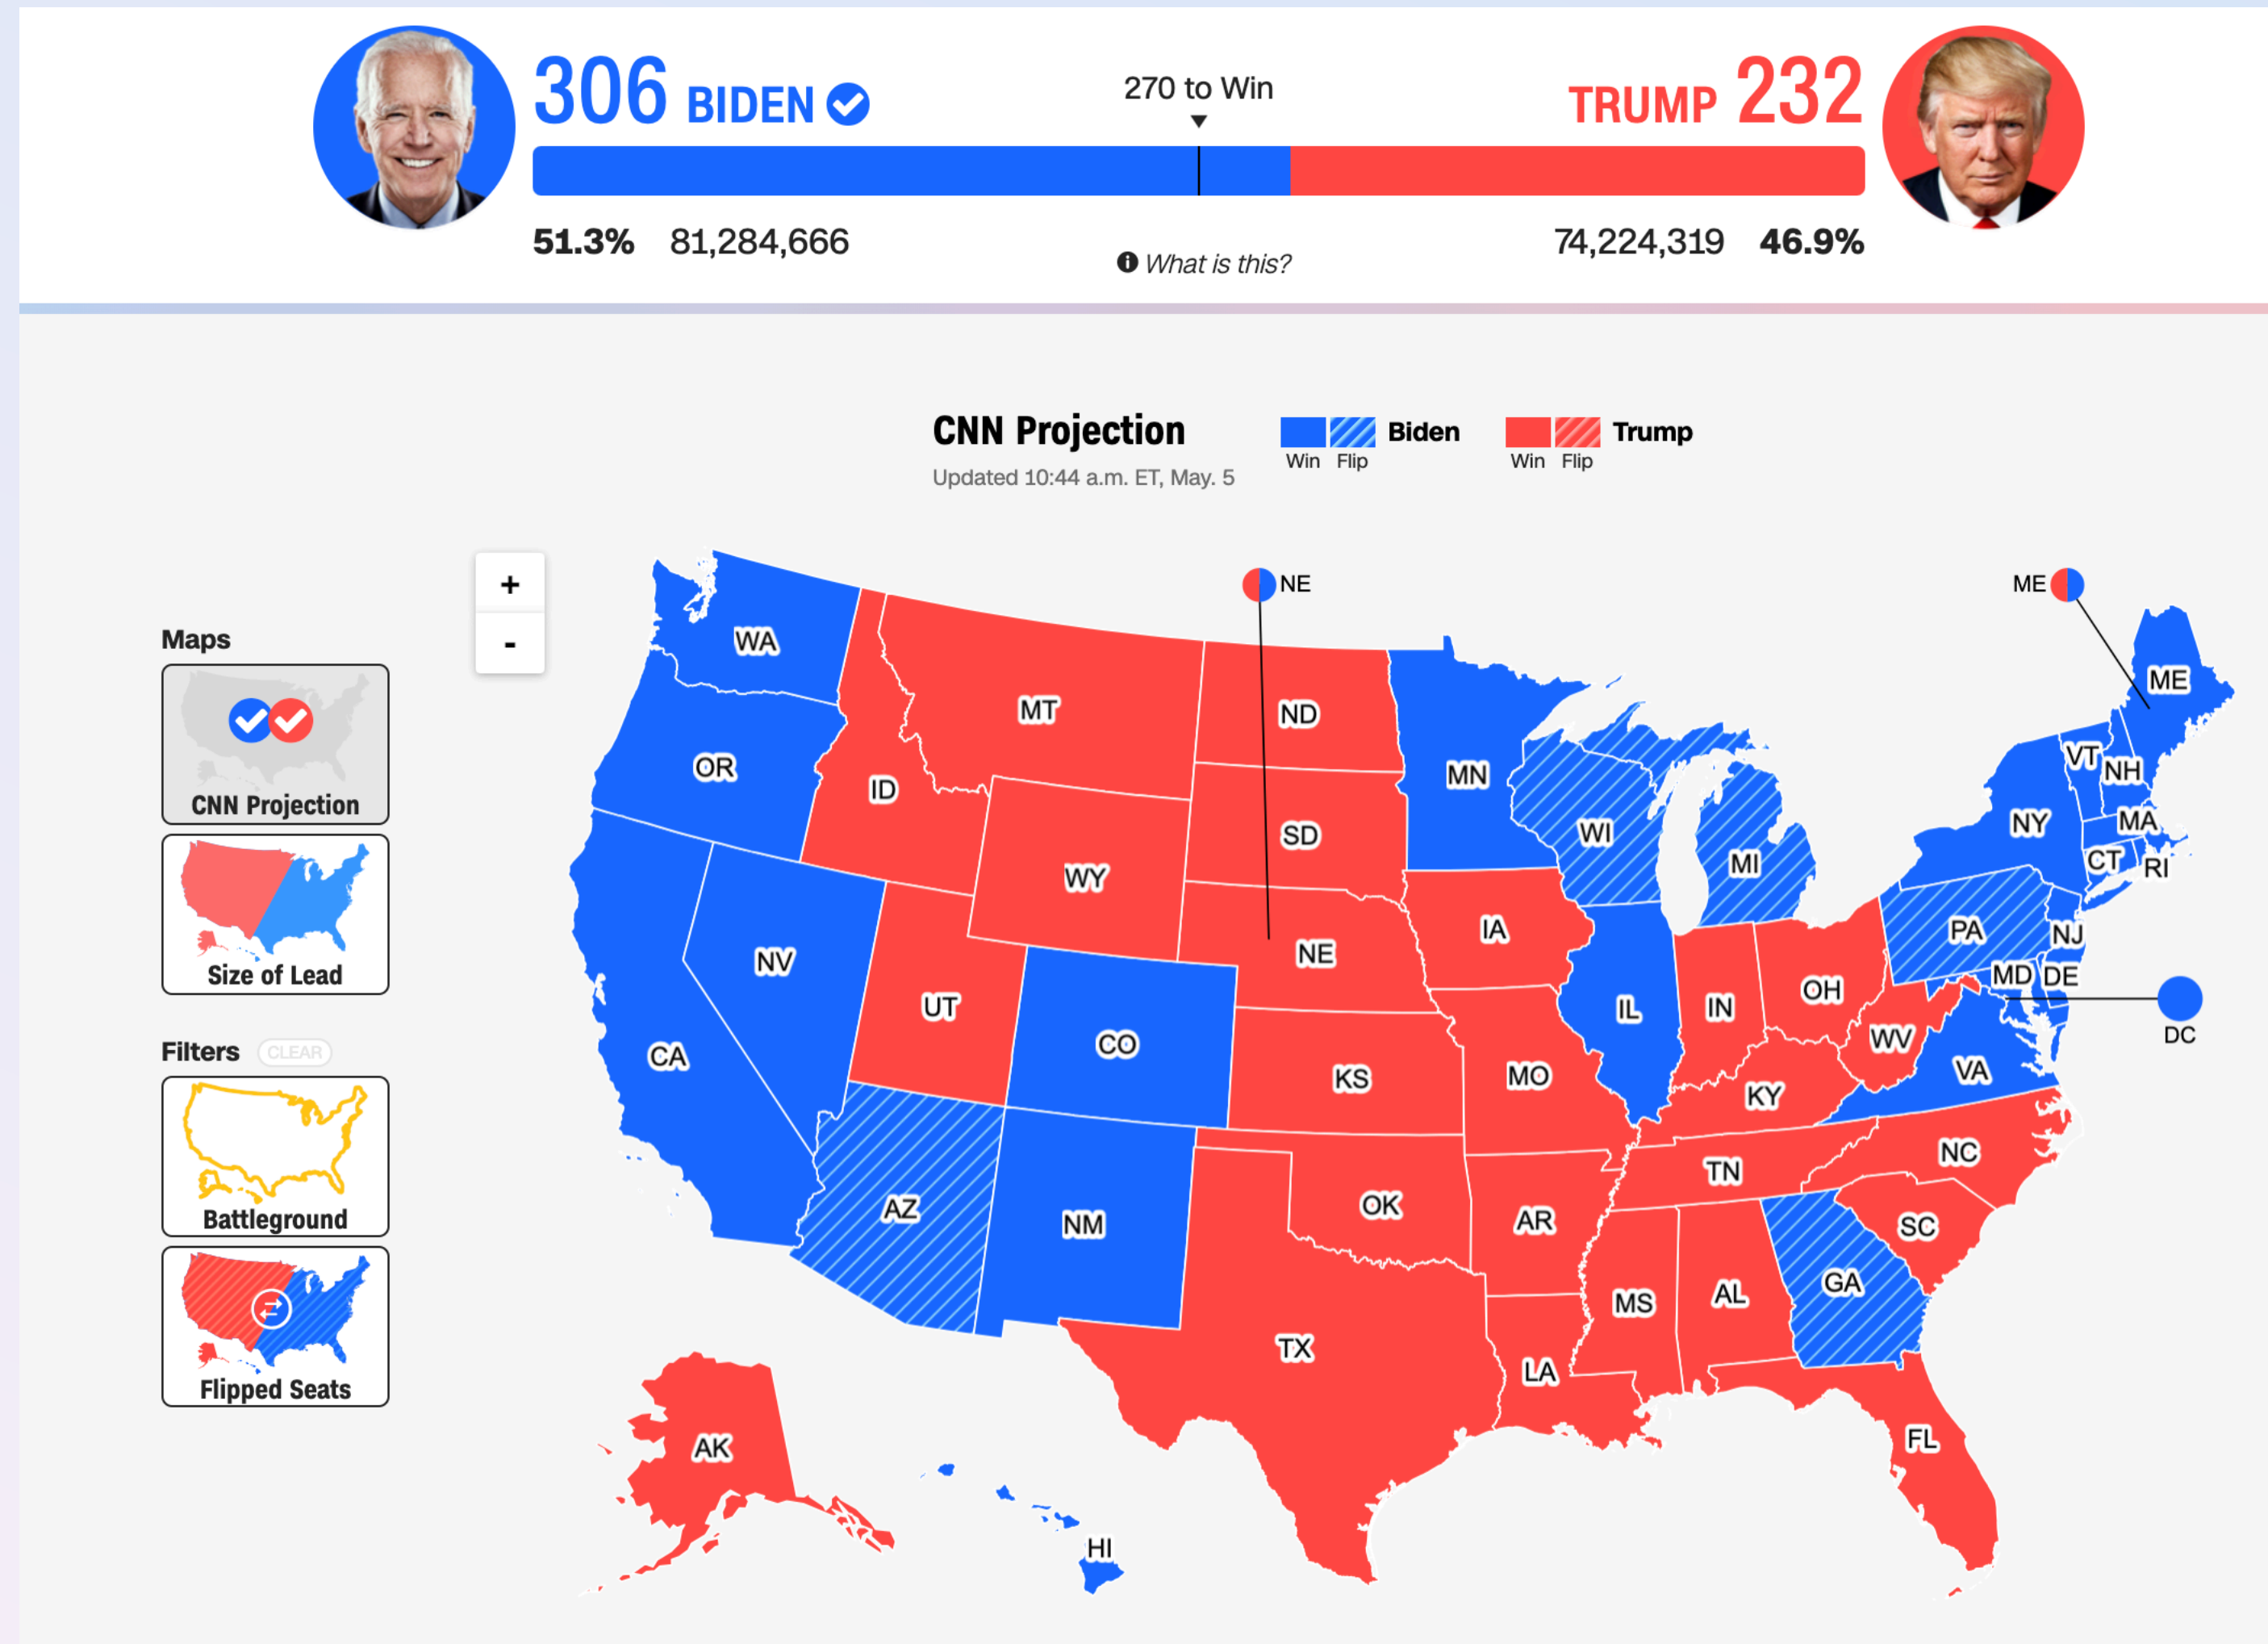 306 BIDEN
270 to Win
TRUMP 232
51.3% 81,284,666
What is this?
74,224,319 46.9%
CNN Projection
Updated 10:44 a.m. ET, May. 5
Biden
Win Flip
Trump
Win Flip
+
-
Maps
CNN Projection
Size of Lead
Filters CLEAR
Battleground
Flipped Seats
NE
ME
WA
MT
ND
MN
ME
OR
ID
SD
WI
MI
VT
NH
NY
MA
CT
RI
WY
NE
IA
PA
NJ
NV
UT
CO
IL
IN
OH
MD
DE
DC
CA
KS
MO
WV
VA
KY
AZ
NM
OK
AR
TN
NC
SC
TX
LA
MS
AL
GA
FL
AK
HI